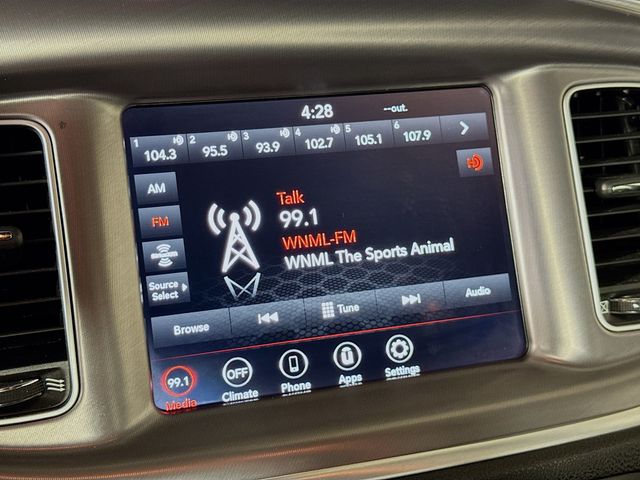 4:28 --out.
1 104.3 2 95.5 3 93.9 4 102.7 5 105.1 6 107.9
AM
FM
Talk
99.1
WNML-FM
WNML The Sports Animal
Source
Select
Browse Tune Audio
99.1 OFF
Media Climate Phone Apps Settings